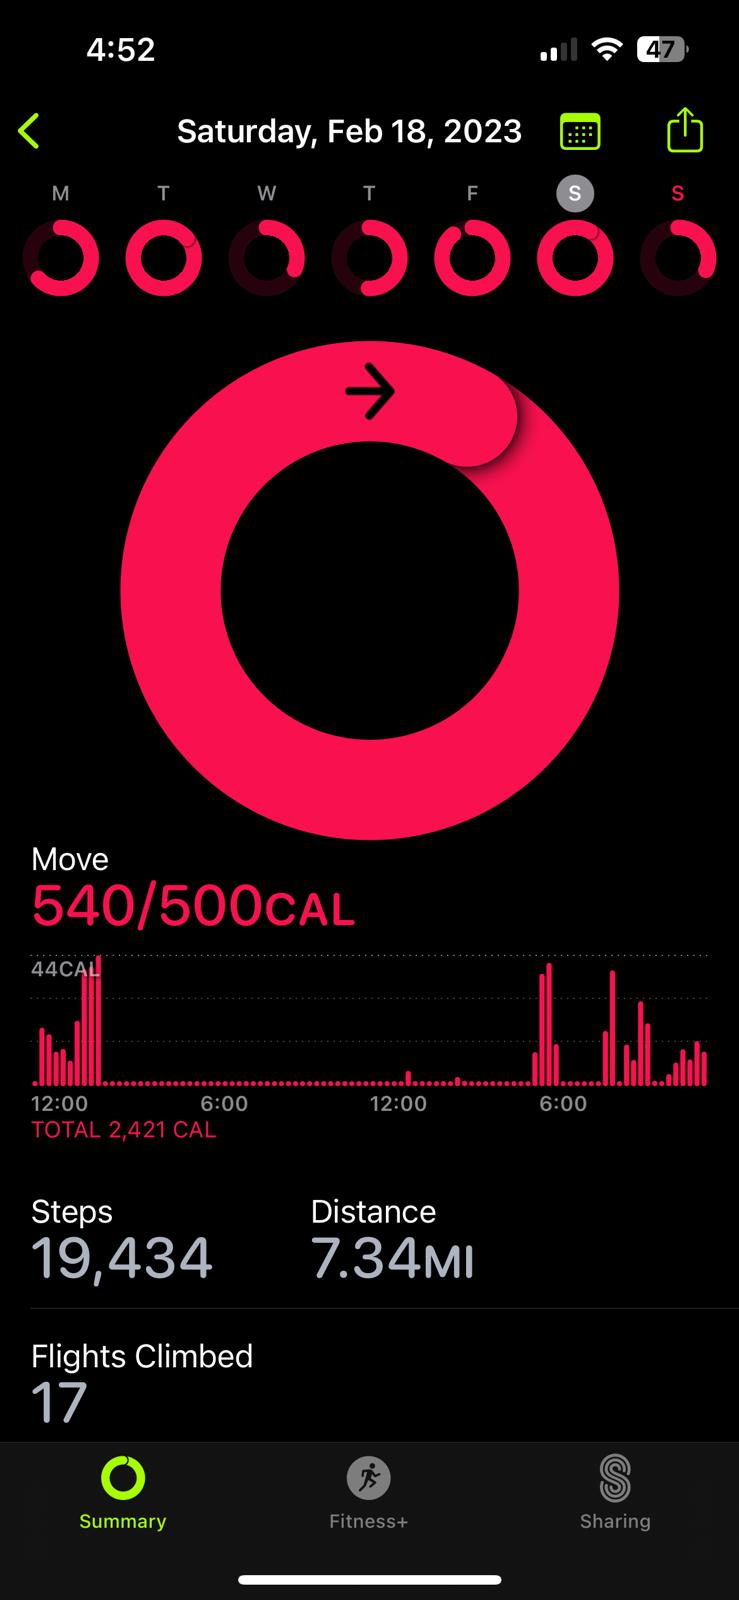 4:52
47
Saturday, Feb 18, 2023
M T W T F S S
Move
540/500CAL
44CAL
12:00 6:00 12:00 6:00
TOTAL 2,421 CAL
Steps Distance
19,434 7.34MI
Flights Climbed
17
Summary Fitness+ Sharing